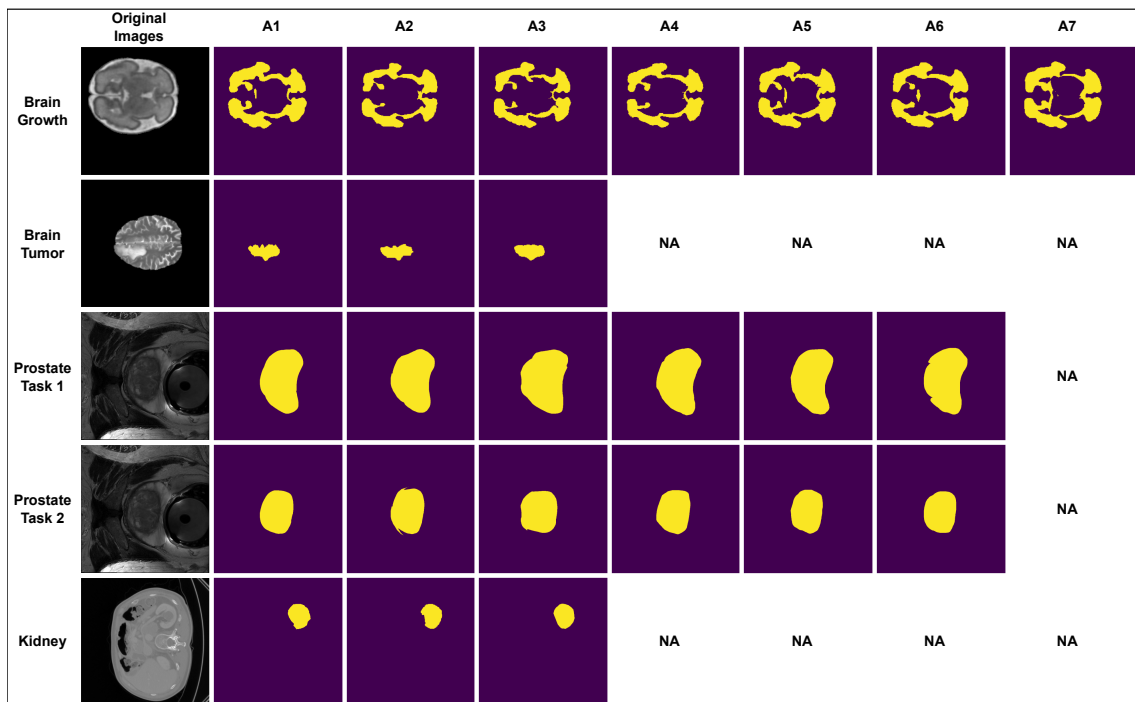 Original
Images
A1
A2
A3
A4
A5
A6
A7
Brain
Growth
Brain
Tumor
NA
NA
NA
NA
Prostate
Task 1
NA
Prostate
Task 2
NA
Kidney
NA
NA
NA
NA